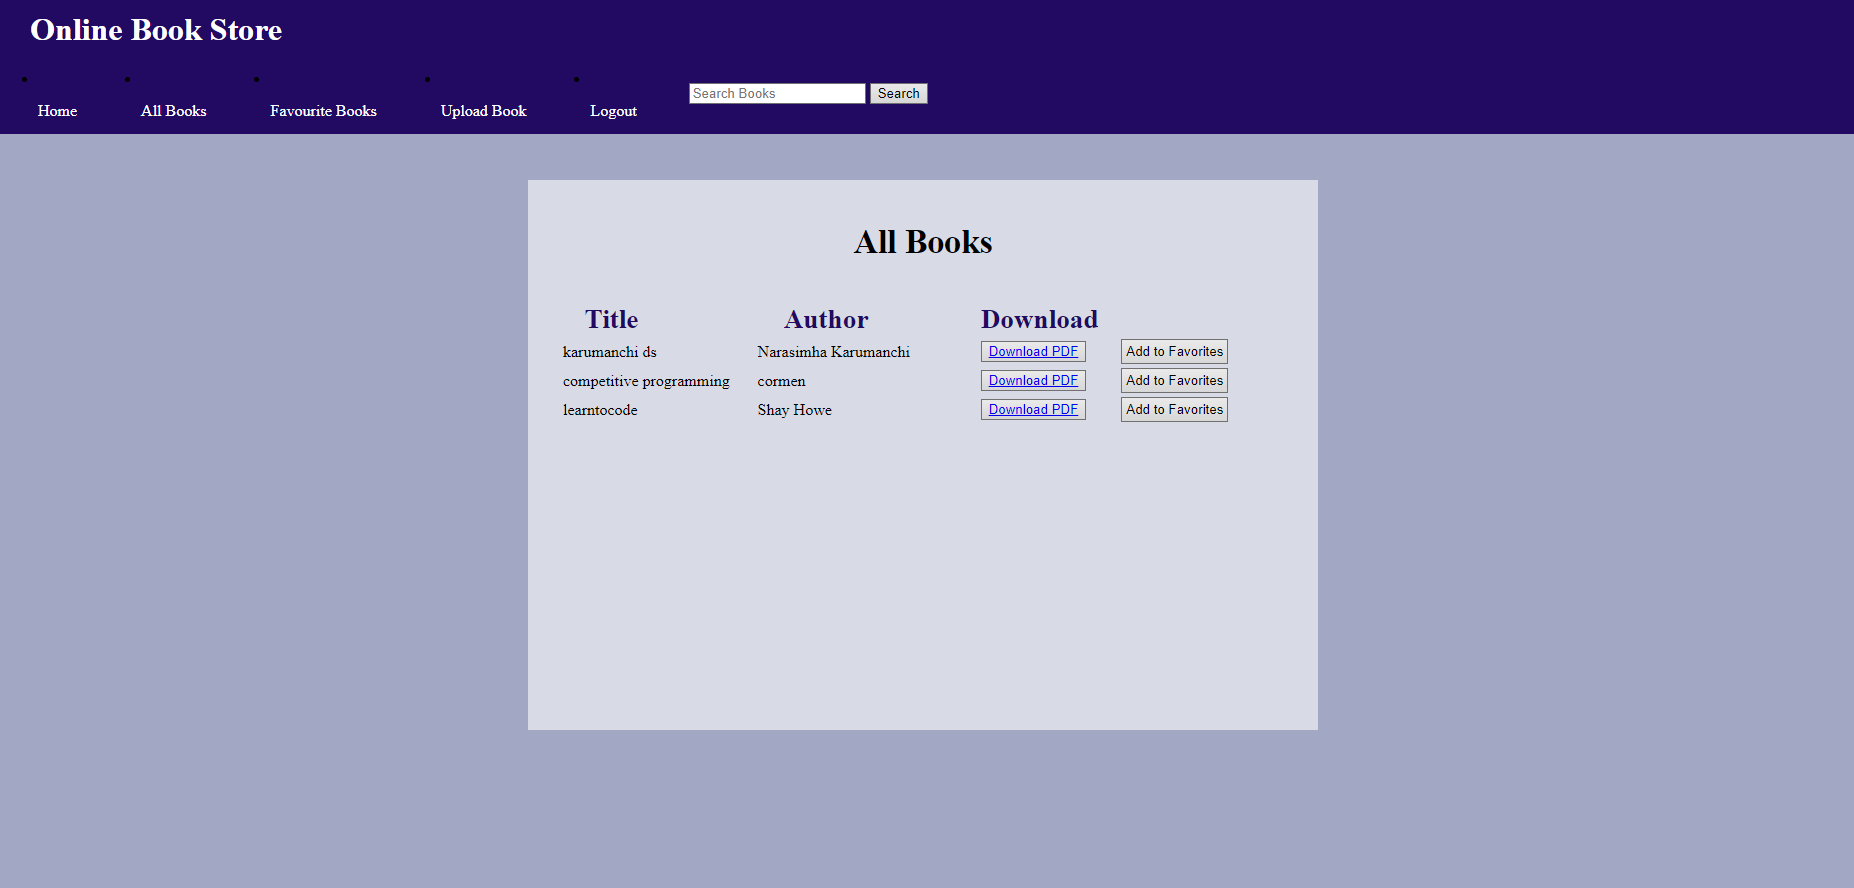 Online Book Store
Home All Books Favourite Books Upload Book Logout Search Books Search
All Books
Title Author Download
karumanchi ds Narasimha Karumanchi Download PDF Add to Favorites
competitive programming cormen Download PDF Add to Favorites
learntocode Shay Howe Download PDF Add to Favorites